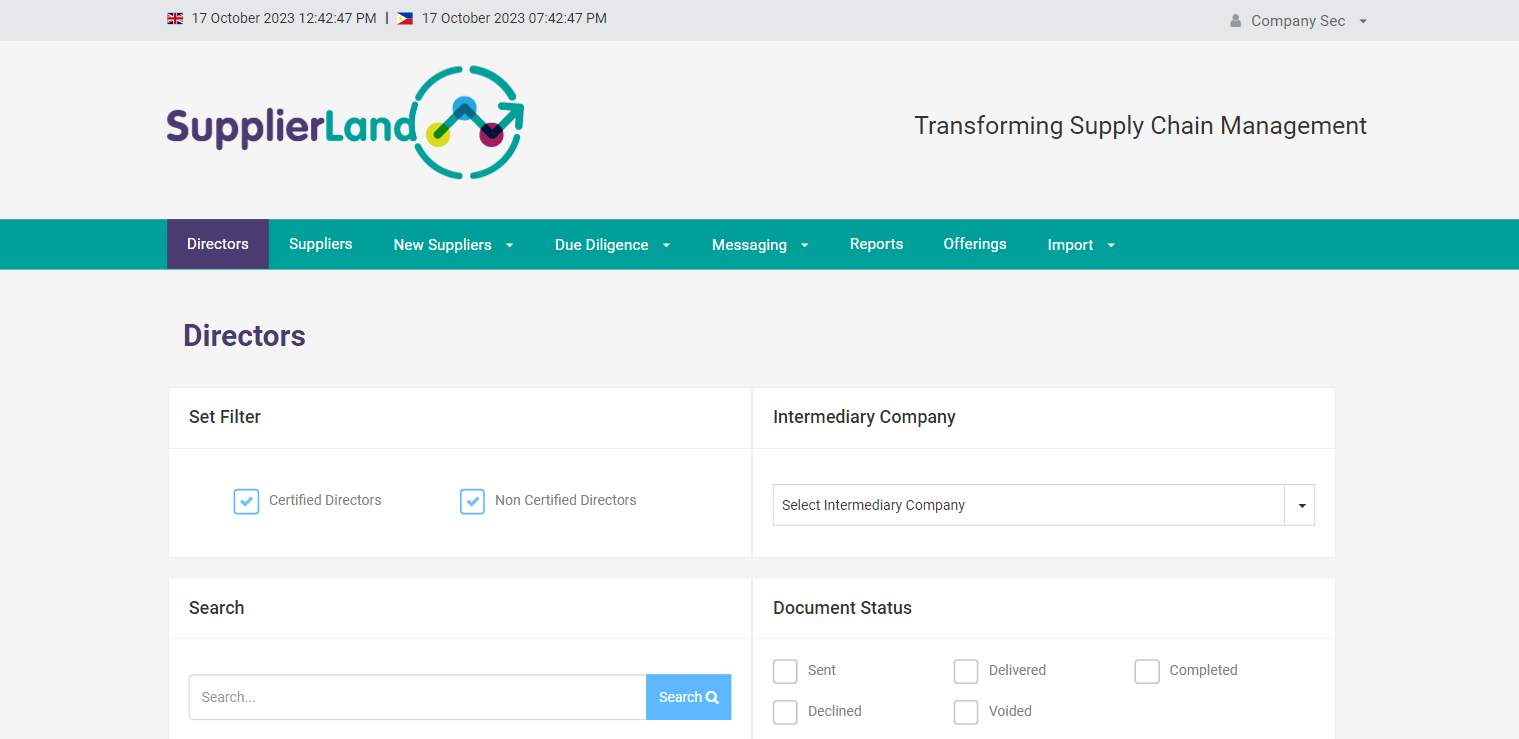 17 October 2023 12:42:47 PM | 17 October 2023 07:42:47 PM
Company Sec
SupplierLand
Transforming Supply Chain Management
Directors Suppliers New Suppliers Due Diligence Messaging Reports Offerings Import
Directors
Set Filter
Certified Directors Non Certified Directors
Intermediary Company
Select Intermediary Company
Search
Search... Search
Document Status
Sent Delivered Completed
Declined Voided